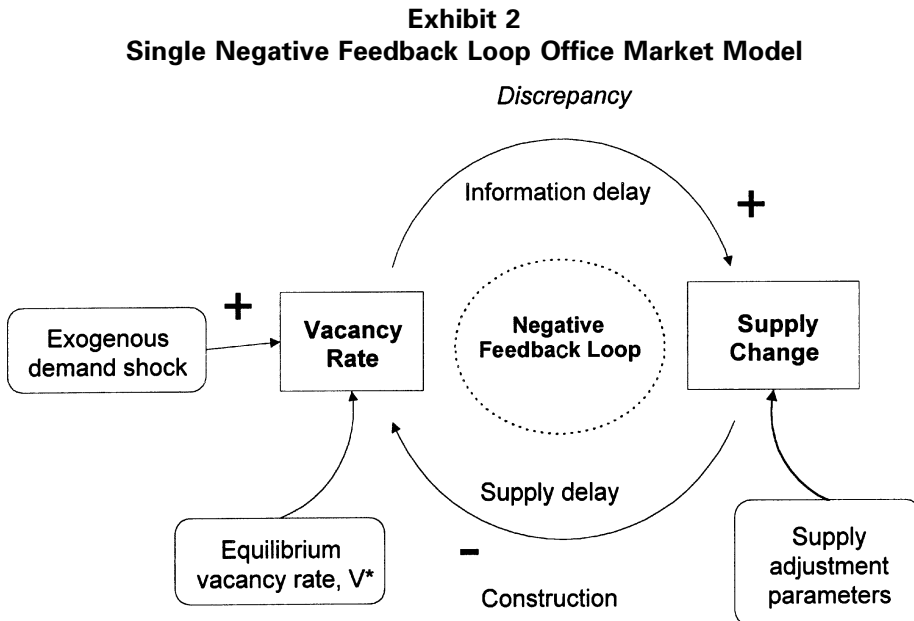 Exhibit 2
Single Negative Feedback Loop Office Market Model
Discrepancy
Information delay
+
+
Exogenous
demand shock
Vacancy
Rate
Negative
Feedback Loop
Supply
Change
Supply delay
-
Equilibrium
vacancy rate, V*
Construction
Supply
adjustment
parameters